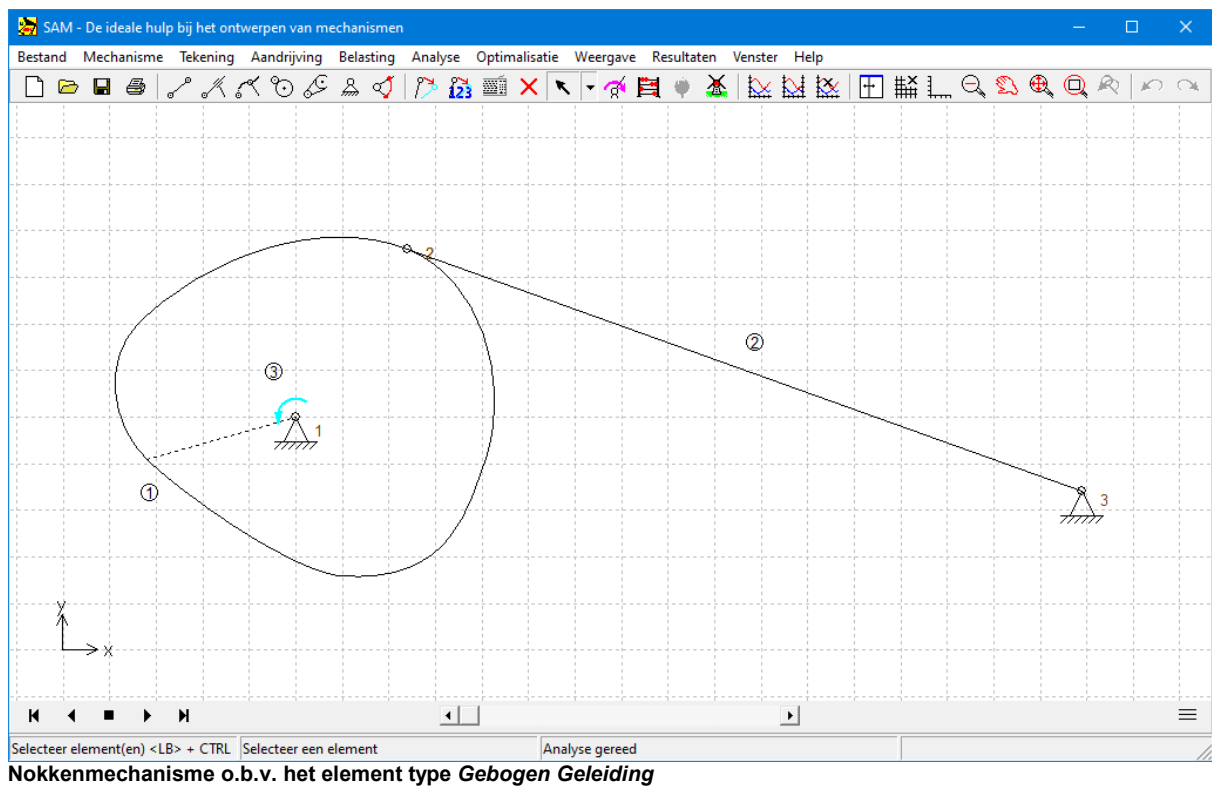 SAM - De ideale hulp bij het ontwerpen van mechanismen
Bestand Mechanisme Tekening Aandrijving Belasting Analyse Optimalisatie Weergave Resultaten Venster Help
123
2
2
3
1
3
1
y
x
Selecteer element(en) <LB> + CTRL Selecteer een element Analyse gereed
Nokkenmechanisme o.b.v. het element type Gebogen Geleiding